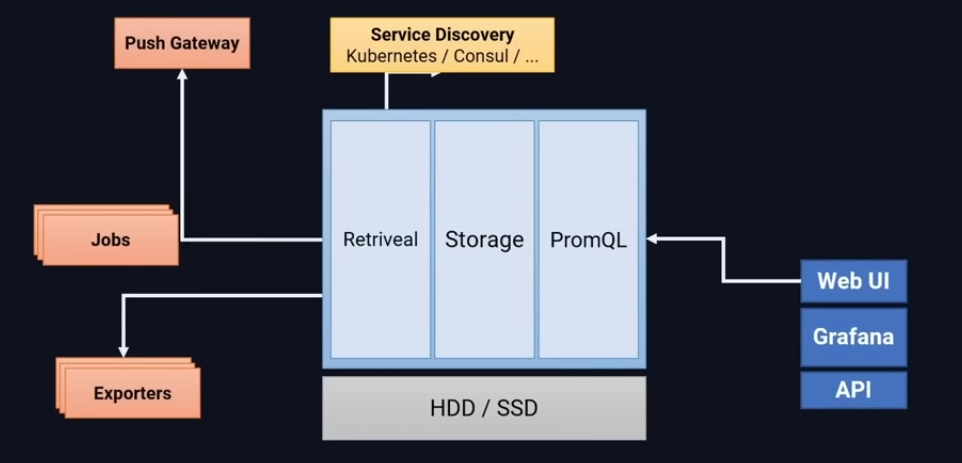 Push Gateway
Service Discovery
Kubernetes / Consul / ...
Jobs
Retriveal
Storage
PromQL
Web UI
Grafana
API
Exporters
HDD / SSD